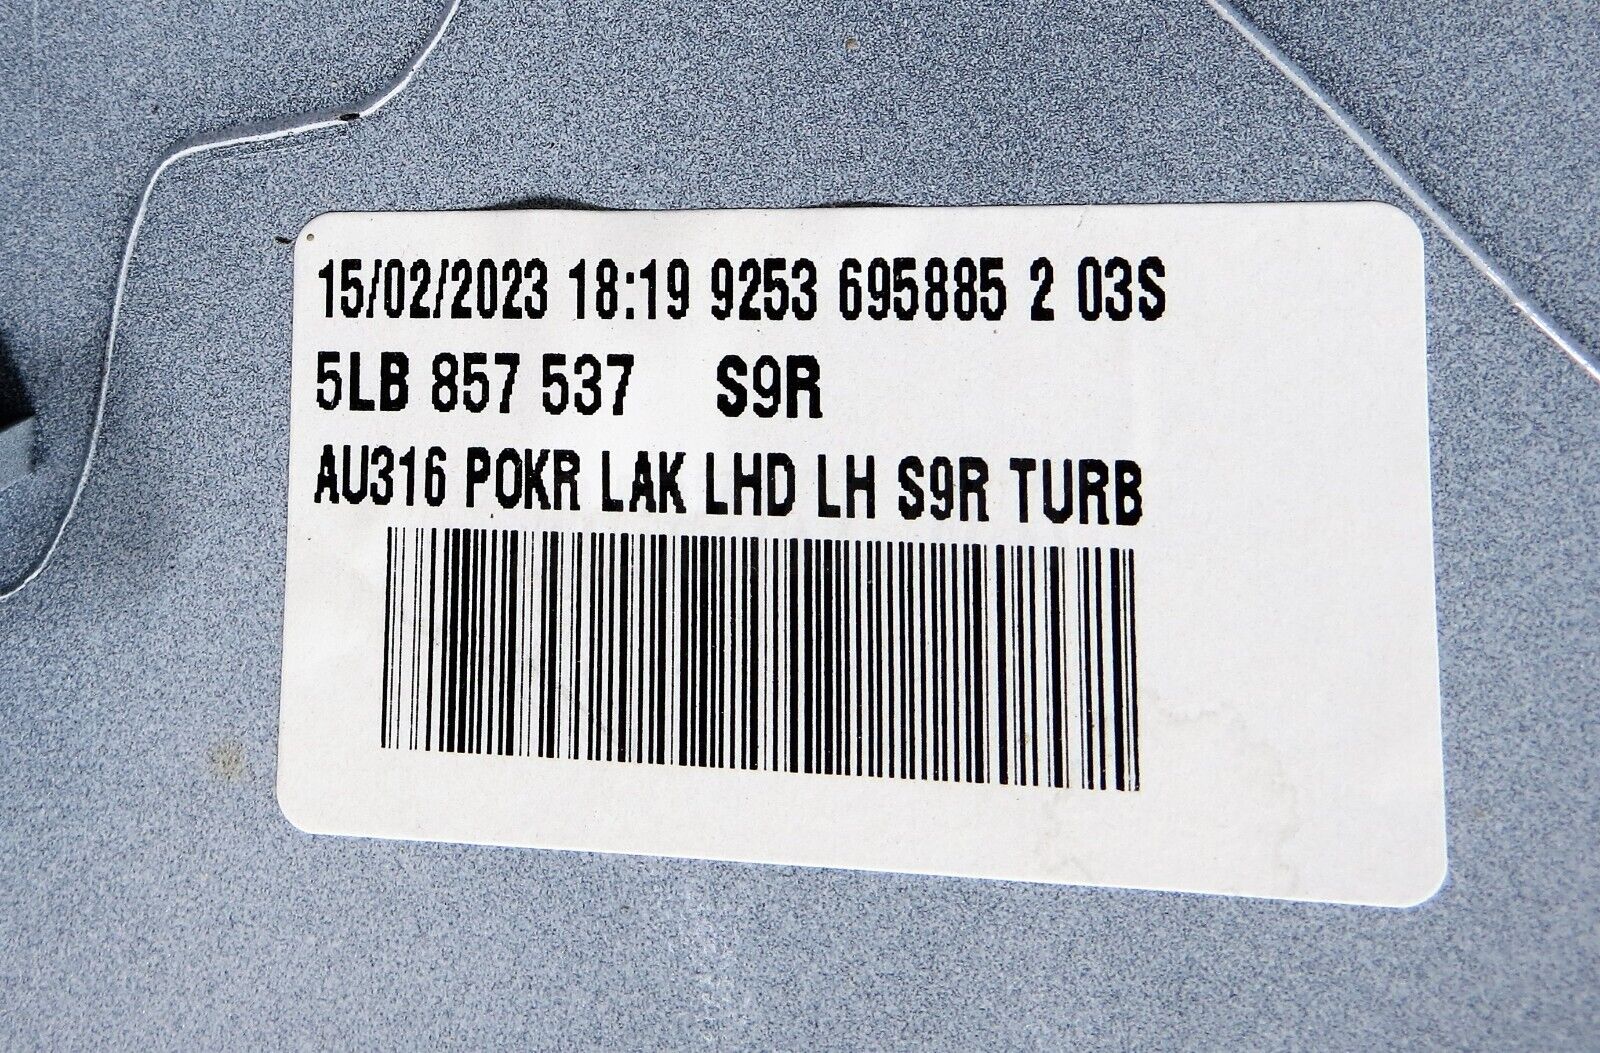 15/02/2023 18:19 9253 695885 2 03S
5LB 857 537 S9R
AU316 POKR LAK LHD LH S9R TURB